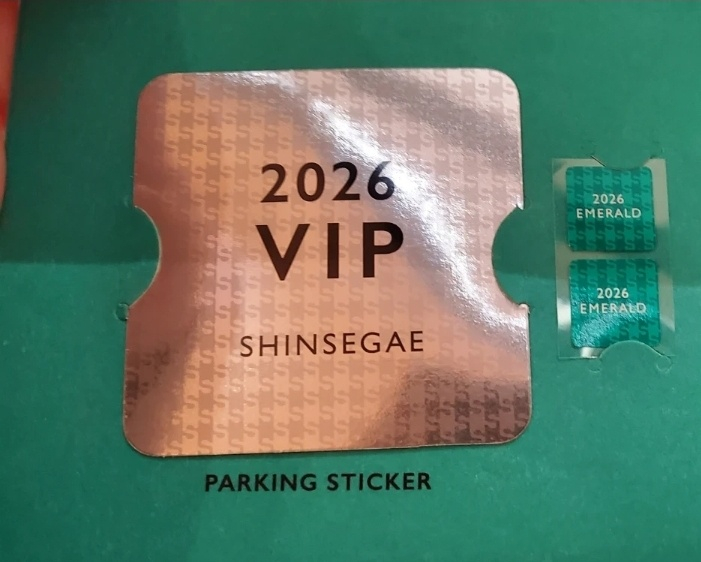 2026
VIP
SHINSEGAE
PARKING STICKER
2026
EMERALD
2026
EMERALD